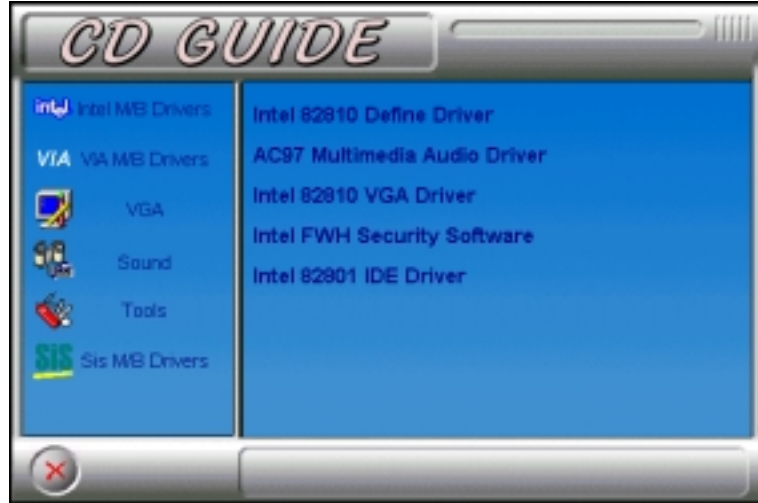 CD GUIDE
intel Intel M/B Drivers
VIA VIA M/B Drivers
VGA
Sound
Tools
SiS Sis M/B Drivers
Intel 82810 Define Driver
AC97 Multimedia Audio Driver
Intel 82810 VGA Driver
Intel FWH Security Software
Intel 82801 IDE Driver